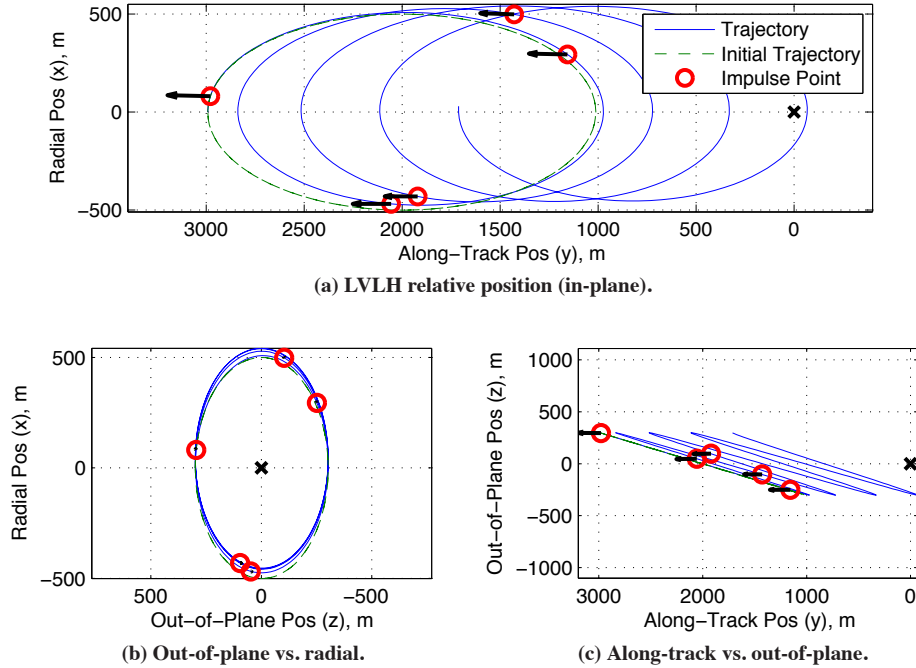 500
0
−500
Radial Pos (x), m
3000
2500
2000
1500
1000
500
0
Along−Track Pos (y), m
Trajectory
Initial Trajectory
Impulse Point
(a) LVLH relative position (in-plane).
500
0
−500
Radial Pos (x), m
500
0
−500
Out−of−Plane Pos (z), m
(b) Out-of-plane vs. radial.
1000
500
0
−500
−1000
Out−of−Plane Pos (z), m
3000
2000
1000
0
Along−Track Pos (y), m
(c) Along-track vs. out-of-plane.